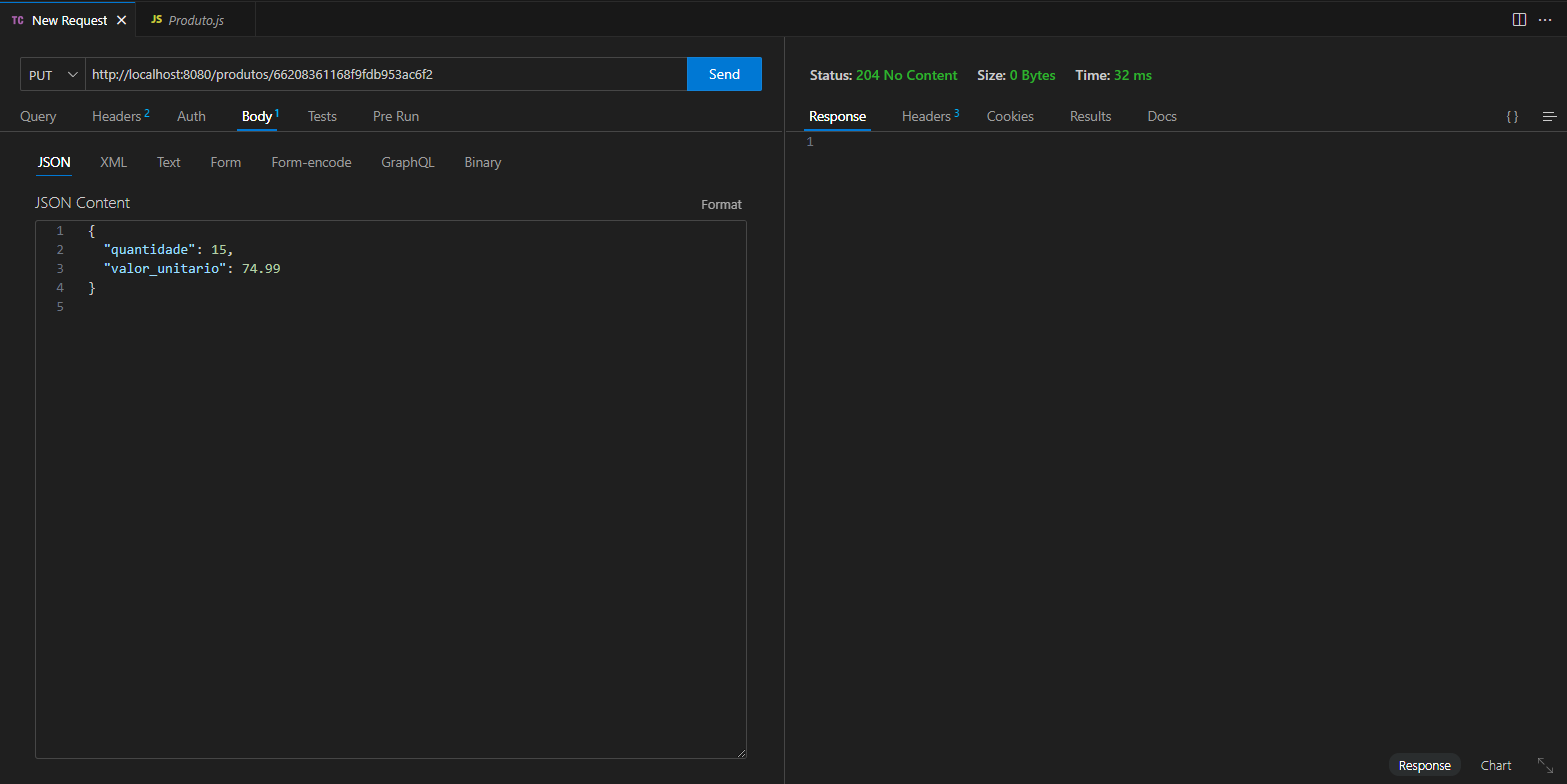 TC New Request JS Produto.js
PUT http://localhost:8080/produtos/66208361168f9fdb953ac6f2 Send
Query Headers 2 Auth Body 1 Tests Pre Run
JSON XML Text Form Form-encode GraphQL Binary
JSON Content Format
1 {
2 "quantidade": 15,
3 "valor_unitario": 74.99
4 }
5
Status: 204 No Content Size: 0 Bytes Time: 32 ms
Response Headers 3 Cookies Results Docs { }
1
Response Chart